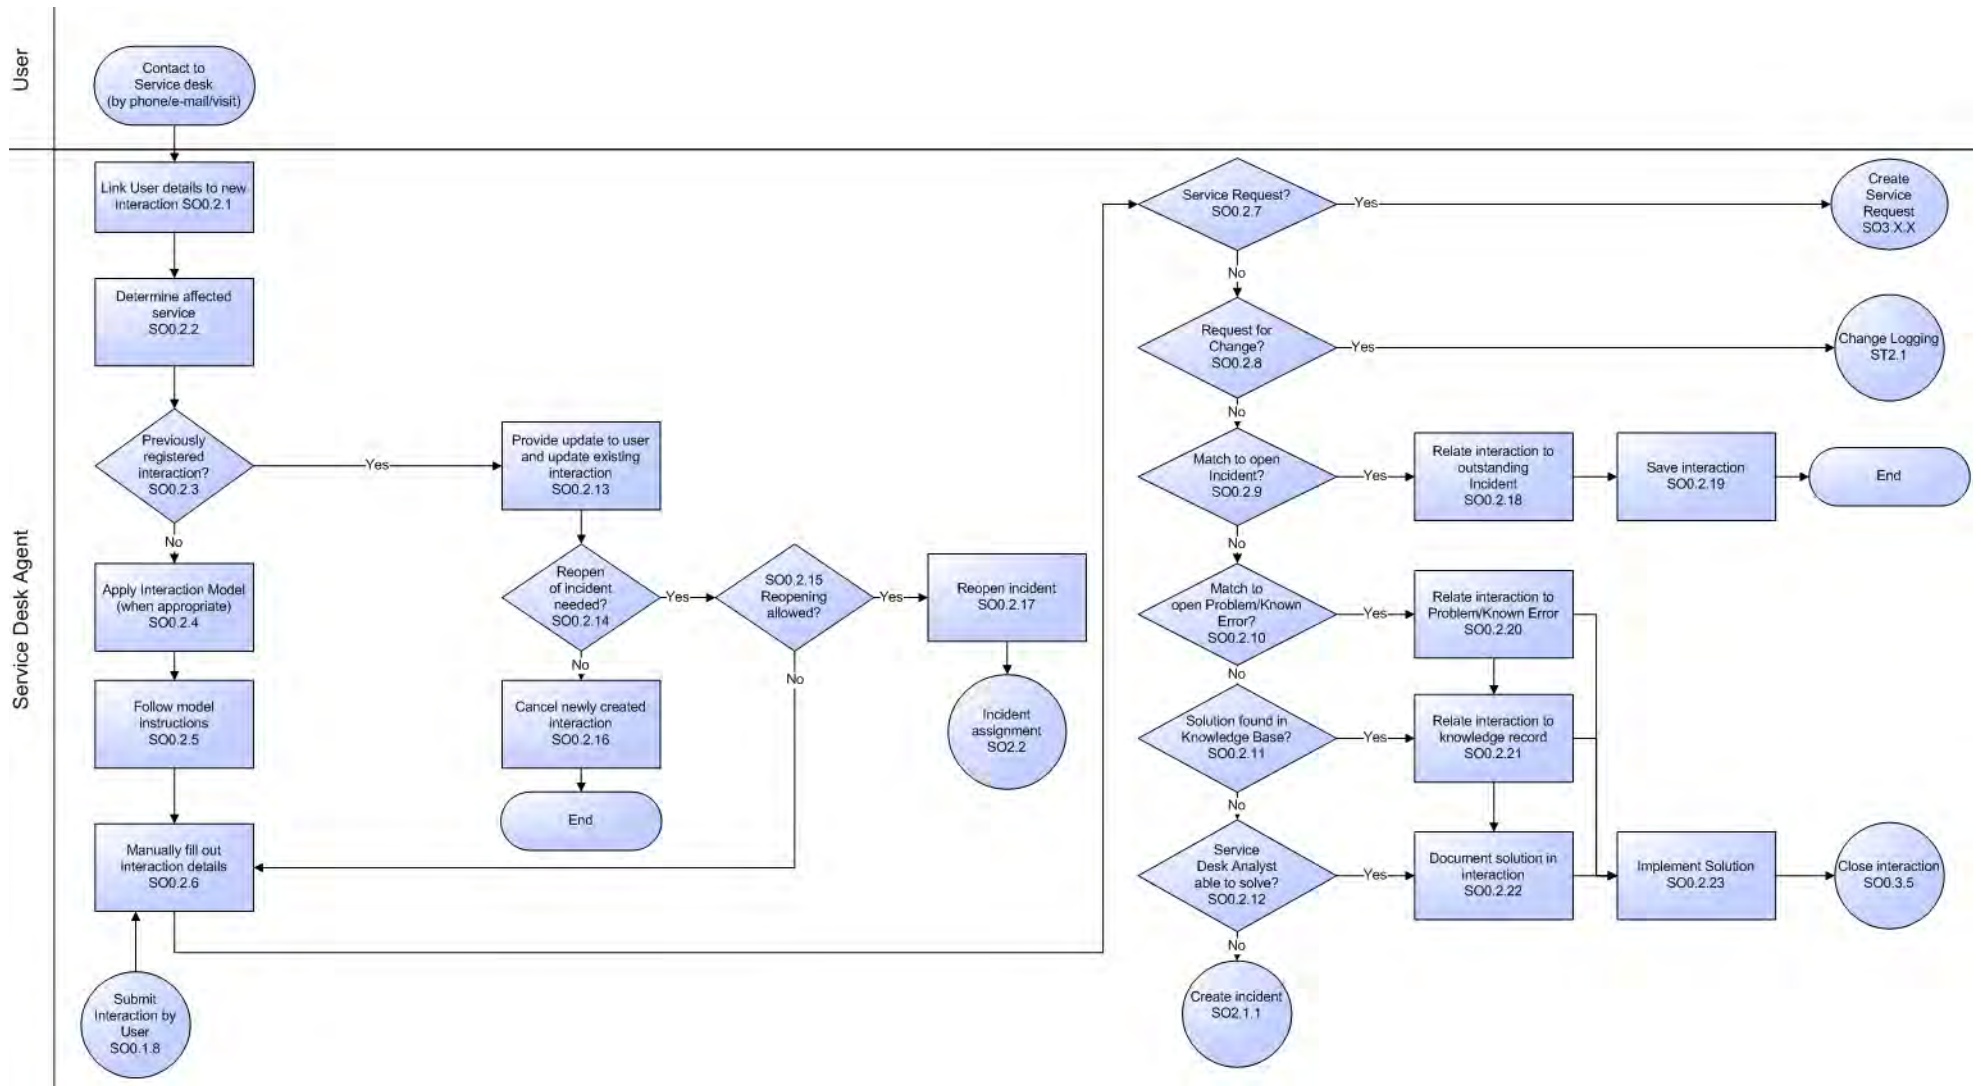 User
Contact to
Service desk
(by phone/e-mail/visit)
Service Desk Agent
Link User details to new
interaction SO0.2.1
Determine affected
service
SO0.2.2
Previously
registered
interaction?
SO0.2.3
Yes
No
Apply Interaction Model
(when appropriate)
SO0.2.4
Follow model
instructions
SO0.2.5
Manually fill out
interaction details
SO0.2.6
Submit
Interaction by
User
SO0.1.8
Provide update to user
and update existing
interaction
SO0.2.13
Reopen
of incident
needed?
SO0.2.14
Yes
No
Cancel newly created
interaction
SO0.2.16
End
SO0.2.15
Reopening
allowed?
Yes
No
Reopen incident
SO0.2.17
Incident
assignment
SO2.2
Service Request?
SO0.2.7
Yes
Create
Service
Request
SO3.X.X
No
Request for
Change?
SO0.2.8
Yes
Change Logging
ST2.1
No
Match to open
Incident?
SO0.2.9
Yes
Relate interaction to
outstanding
Incident
SO0.2.18
Save interaction
SO0.2.19
End
No
Match to
open Problem/Known
Error?
SO0.2.10
Yes
Relate interaction to
Problem/Known Error
SO0.2.20
No
Solution found in
Knowledge Base?
SO0.2.11
Yes
Relate interaction to
knowledge record
SO0.2.21
No
Service
Desk Analyst
able to solve?
SO0.2.12
Yes
Document solution in
interaction
SO0.2.22
Implement Solution
SO0.2.23
Close interaction
SO0.3.5
No
Create incident
SO2.1.1